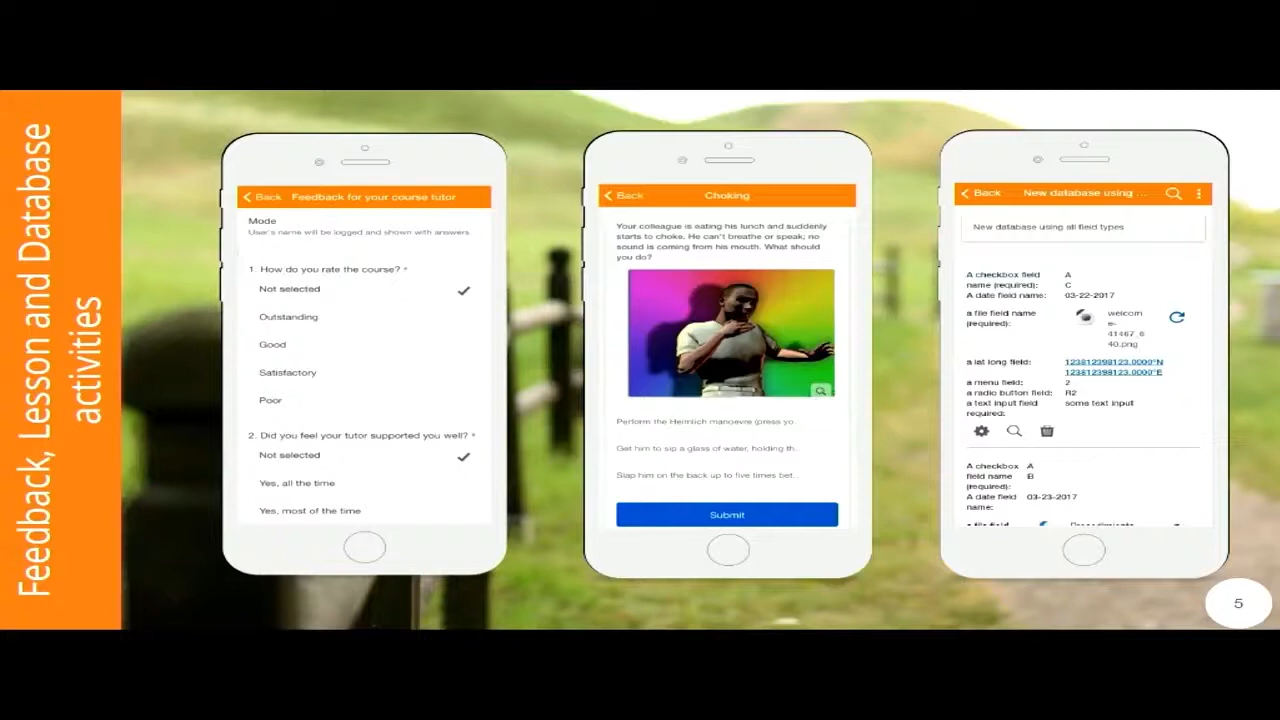 Feedback, Lesson and Database
activities
Back Feedback for your course tutor
Mode
User's name will be logged and shown with answers
1. How do you rate the course? *
Not selected
Outstanding
Good
Satisfactory
Poor
2. Did you feel your tutor supported you well? *
Not selected
Yes, all the time
Yes, most of the time
Back Choking
Your colleague is eating his lunch and suddenly
starts to choke. He can't breathe or speak; no
sound is coming from his mouth. What should
you do?
Perform the Heimlich manoevre (press yo.
Get him to sip a glass of water, holding th..
Slap him on the back up to five times bet...
Submit
Back New database using ...
New database using all field types
A checkbox field A
name (required): C
A date field name: 03-22-2017
a file field name welcom
(required): e-
41467_6
40.png
a lat long field: 123812398123.0000°N
123812398123.0000°E
a menu field: 2
a radio button field: R2
a text input field some text input
required:
A checkbox A
field name B
(required):
A date field 03-23-2017
name:
a file field Procedimiento
5